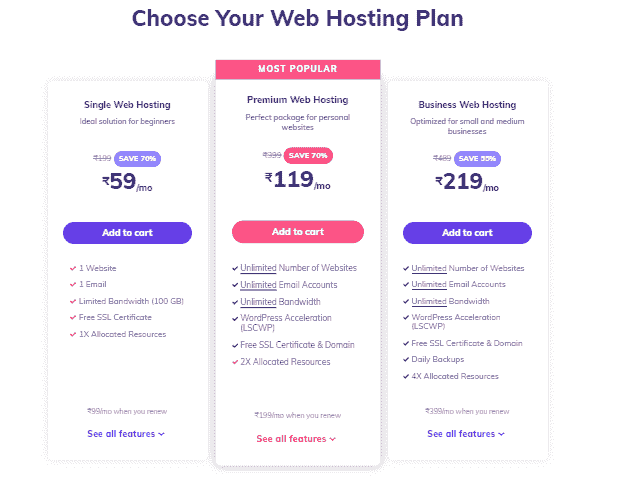 Choose Your Web Hosting Plan
MOST POPULAR
Single Web Hosting
Ideal solution for beginners
₹199 SAVE 70%
₹59/mo
Add to cart
1 Website
1 Email
Limited Bandwidth (100 GB)
Free SSL Certificate
1X Allocated Resources
₹99/mo when you renew
See all features
Premium Web Hosting
Perfect package for personal
websites
₹399 SAVE 70%
₹119/mo
Add to cart
Unlimited Number of Websites
Unlimited Email Accounts
Unlimited Bandwidth
WordPress Acceleration
(LSCWP)
Free SSL Certificate & Domain
2X Allocated Resources
₹199/mo when you renew
See all features
Business Web Hosting
Optimized for small and medium
businesses
₹489 SAVE 55%
₹219/mo
Add to cart
Unlimited Number of Websites
Unlimited Email Accounts
Unlimited Bandwidth
WordPress Acceleration
(LSCWP)
Free SSL Certificate & Domain
Daily Backups
4X Allocated Resources
₹399/mo when you renew
See all features